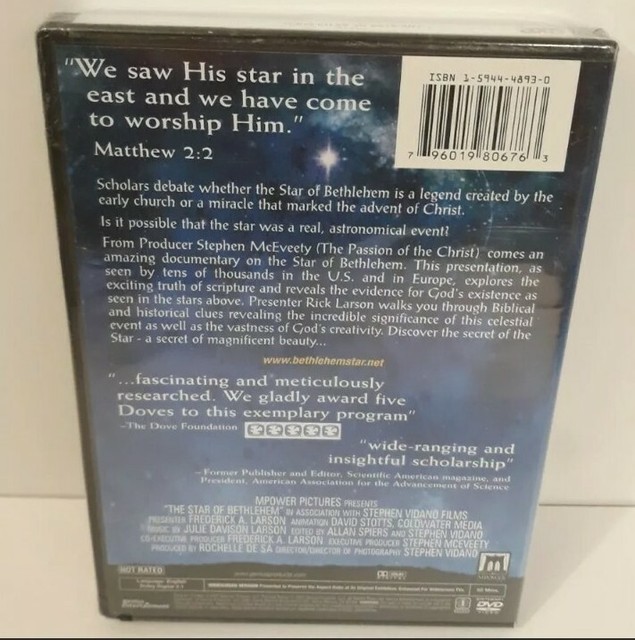 "We saw His star in the
east and we have come
to worship Him."
Matthew 2:2
ISBN 1-5944-4893-0
7 96019 80676 3
Scholars debate whether the Star of Bethlehem is a legend created by the
early church or a miracle that marked the advent of Christ.
Is it possible that the star was a real, astronomical event?
From Producer Stephen McEveety (The Passion of the Christ) comes an
amazing documentary on the Star of Bethlehem. This presentation, as
seen by tens of thousands in the U.S. and in Europe, explores the
exciting truth of scripture and reveals the evidence for God's existence as
seen in the stars above. Presenter Rick Larson walks you through Biblical
and historical clues revealing the incredible significance of this celestial
event as well as the vastness of God's creativity. Discover the secret of the
Star - a secret of magnificent beauty...
www.bethlehemstar.net
"...fascinating and meticulously
researched. We gladly award five
Doves to this exemplary program"
-The Dove Foundation
"wide-ranging and
insightful scholarship"
-Former Publisher and Editor, Scientific American magazine, and
President, American Association for the Advancement of Science
MPOWER PICTURES PRESENTS
"THE STAR OF BETHLEHEM" IN ASSOCIATION WITH STEPHEN VIDANO FILMS
PRESENTER FREDERICK A. LARSON ANIMATION DAVID STOTTS, COLDWATER MEDIA
MUSIC BY JULIE DAVISON LARSON EDITED BY ALLAN SPIERS AND STEPHEN VIDANO
CO-EXECUTIVE PRODUCER FREDERICK A. LARSON EXECUTIVE PRODUCER STEPHEN MCEVEETY
PRODUCED BY ROCHELLE DE SA DIRECTOR/DIRECTOR OF PHOTOGRAPHY STEPHEN VIDANO
NOT RATED
Language: English
DVD